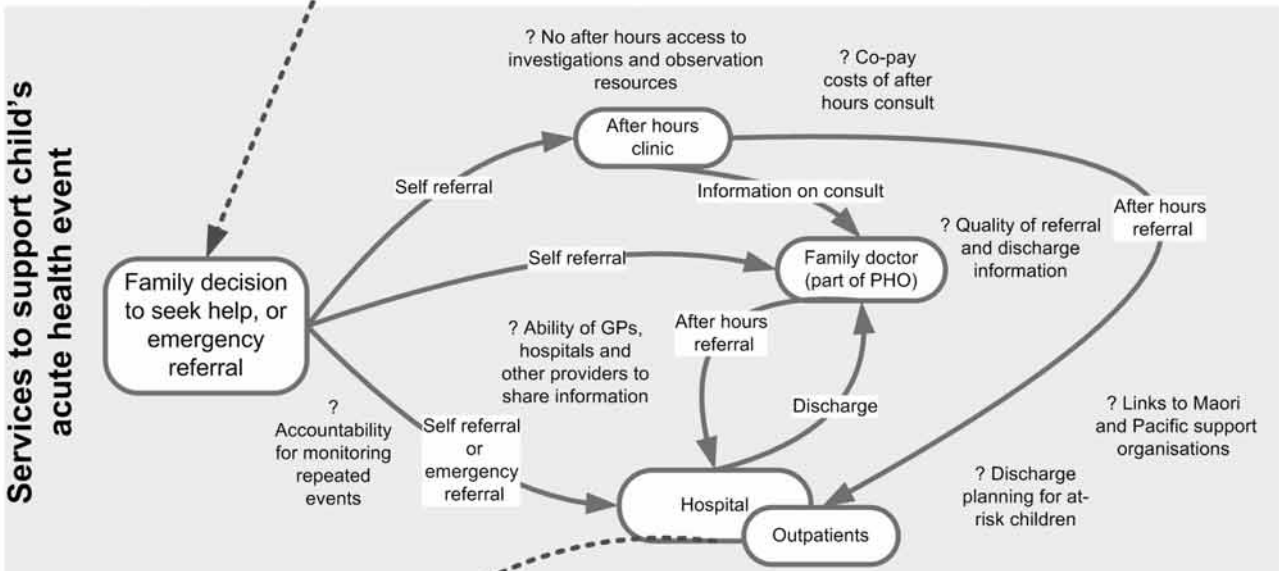 Services to support child's
acute health event
? No after hours access to
investigations and observation
resources
? Co-pay
costs of after
hours consult
After hours
clinic
Self referral
Information on consult
After hours
referral
? Quality of referral
and discharge
information
Self referral
Family doctor
(part of PHO)
Family decision
to seek help, or
emergency
referral
? Ability of GPs,
hospitals and
other providers to
share information
After hours
referral
Discharge
?
Accountability
for monitoring
repeated
events
Self referral
or
emergency
referral
? Links to Maori
and Pacific support
organisations
? Discharge
planning for at-
risk children
Hospital
Outpatients